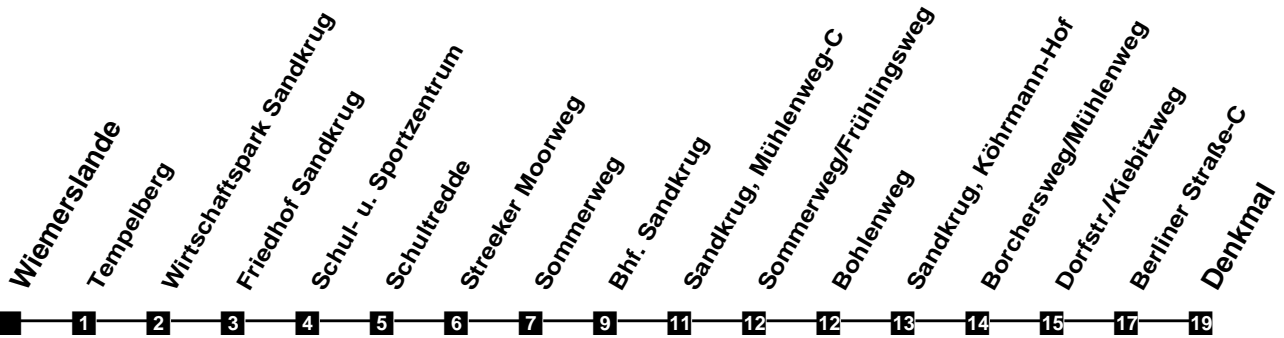 Wiemerslande
Tempelberg
Wirtschaftspark Sandkrug
Friedhof Sandkrug
Schul- u. Sportzentrum
Schultredde
Streeker Moorweg
Sommerweg
Bhf. Sandkrug
Sandkrug, Mühlenweg-C
Sommerweg/Frühlingsweg
Bohlenweg
Sandkrug, Köhrmann-Hof
Borchersweg/Mühlenweg
Dorfstr./Kiebitzweg
Berliner Straße-C
Denkmal
1 2 3 4 5 6 7 9 11 12 12 13 14 15 17 19